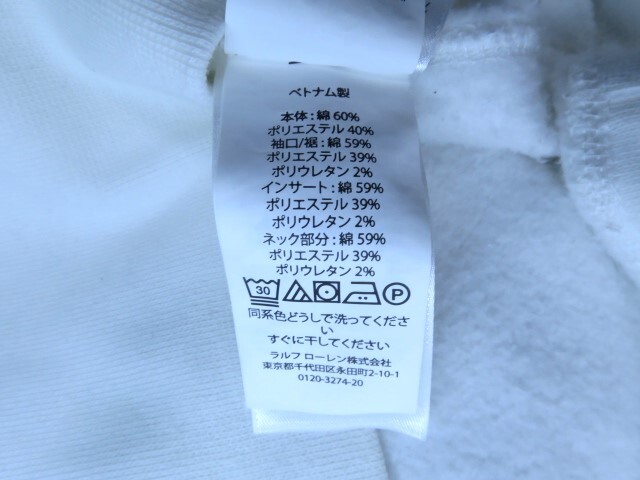 ベトナム製
本体 : 綿 60%
ポリエステル 40%
袖口/裾 : 綿 59%
ポリエステル 39%
ポリウレタン 2%
インサート : 綿 59%
ポリエステル 39%
ポリウレタン 2%
ネック部分 : 綿 59%
ポリエステル 39%
ポリウレタン 2%
30 P
同系色どうしで洗ってくださ
い
すぐに干してください
ラルフ ローレン株式会社
東京都千代田区永田町2-10-1
0120-3274-20